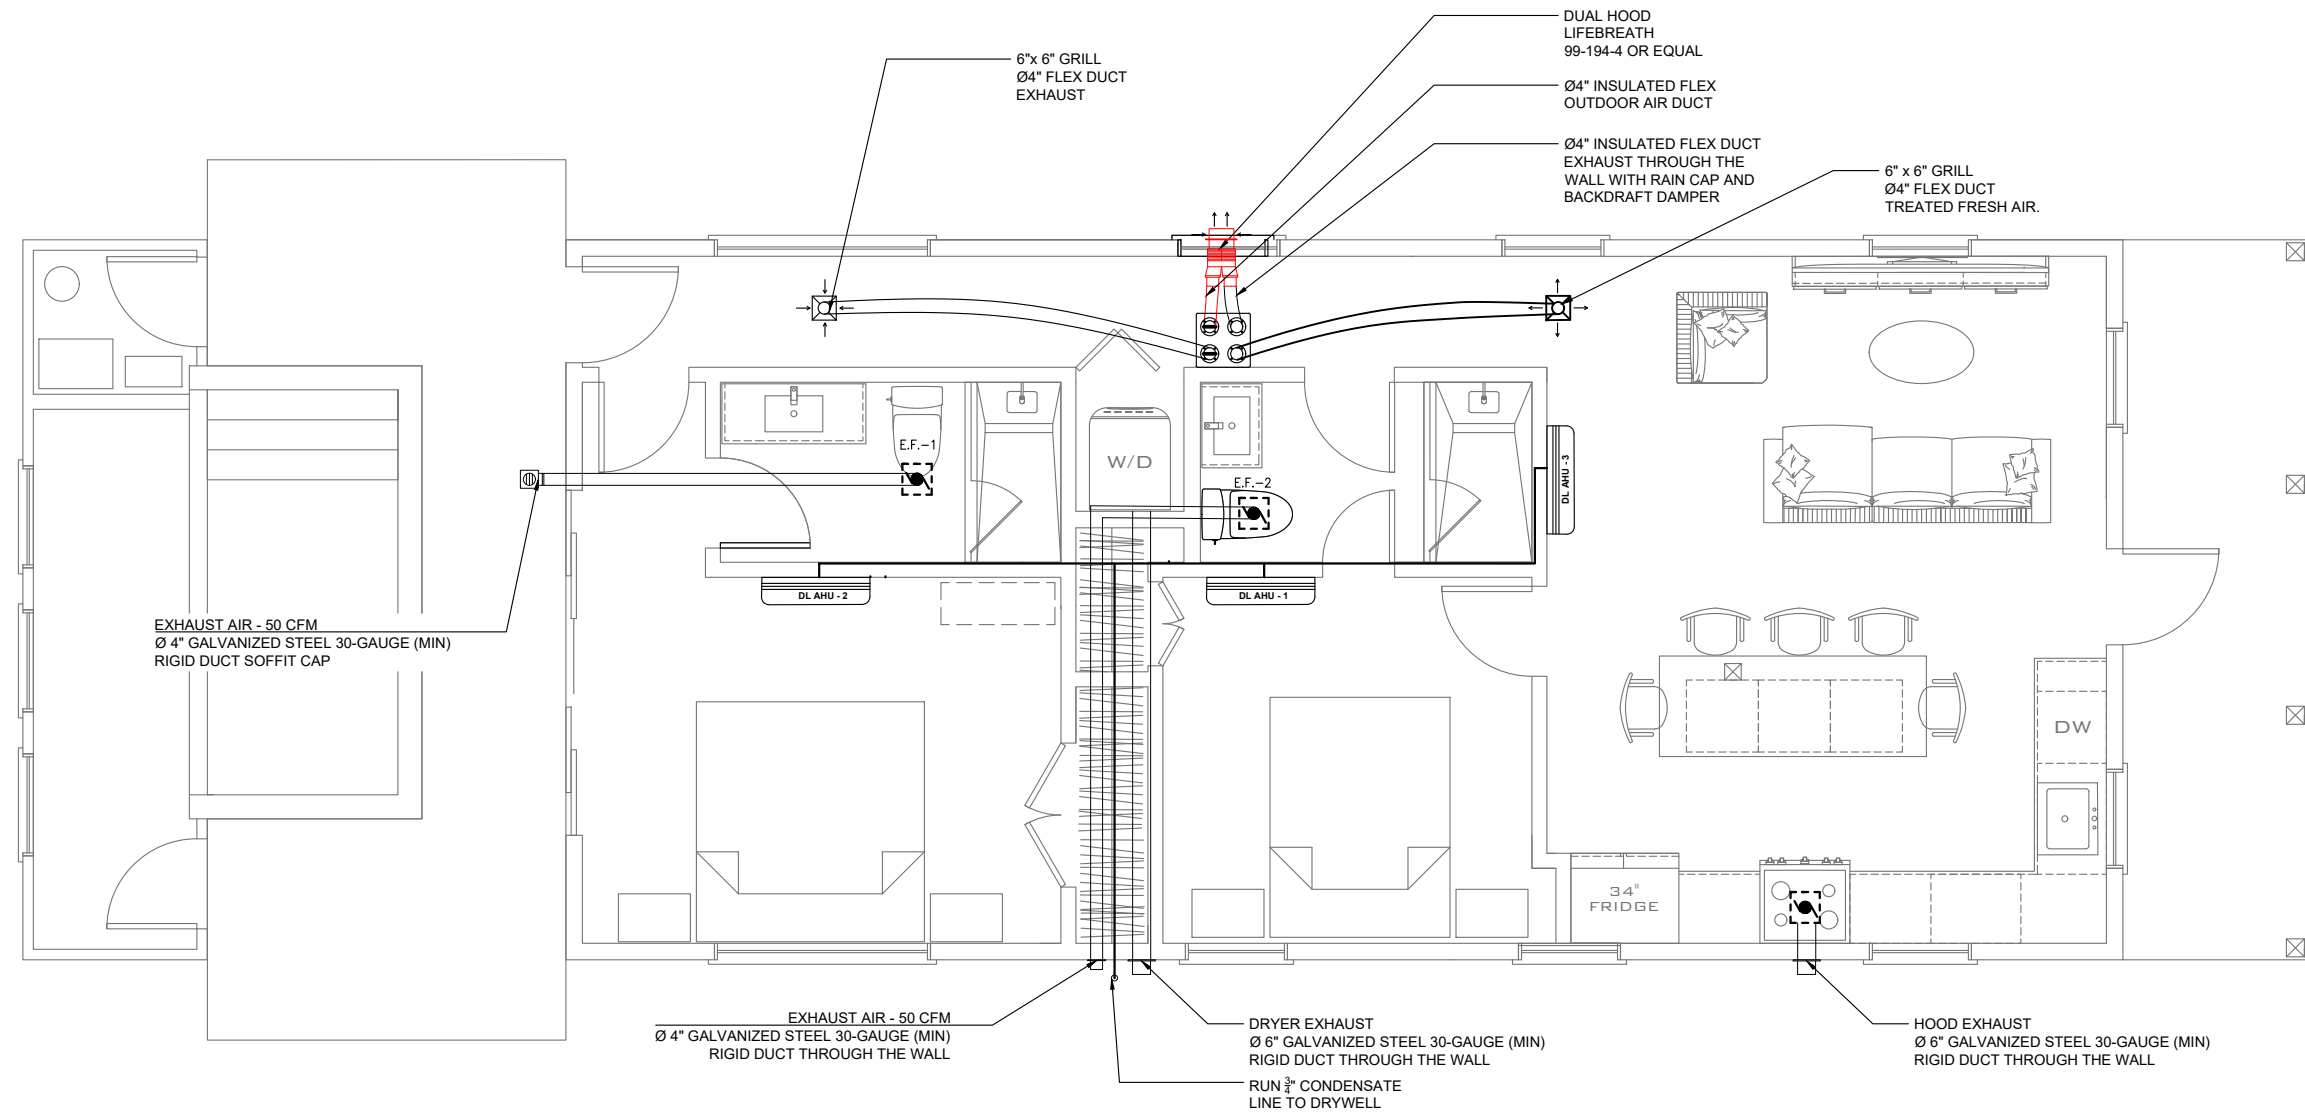 DUAL HOOD
LIFEBREATH
99-194-4 OR EQUAL
6"x 6" GRILL
Ø4" FLEX DUCT
EXHAUST
Ø4" INSULATED FLEX
OUTDOOR AIR DUCT
Ø4" INSULATED FLEX DUCT
EXHAUST THROUGH THE
WALL WITH RAIN CAP AND
BACKDRAFT DAMPER
6" x 6" GRILL
Ø4" FLEX DUCT
TREATED FRESH AIR.
E.F.-1
W/D
E.F.-2
DL AHU - 3
DL AHU - 2
DL AHU - 1
EXHAUST AIR - 50 CFM
Ø 4" GALVANIZED STEEL 30-GAUGE (MIN)
RIGID DUCT SOFFIT CAP
DW
34"
FRIDGE
EXHAUST AIR - 50 CFM
Ø 4" GALVANIZED STEEL 30-GAUGE (MIN)
RIGID DUCT THROUGH THE WALL
DRYER EXHAUST
Ø 6" GALVANIZED STEEL 30-GAUGE (MIN)
RIGID DUCT THROUGH THE WALL
RUN 3/4" CONDENSATE
LINE TO DRYWELL
HOOD EXHAUST
Ø 6" GALVANIZED STEEL 30-GAUGE (MIN)
RIGID DUCT THROUGH THE WALL